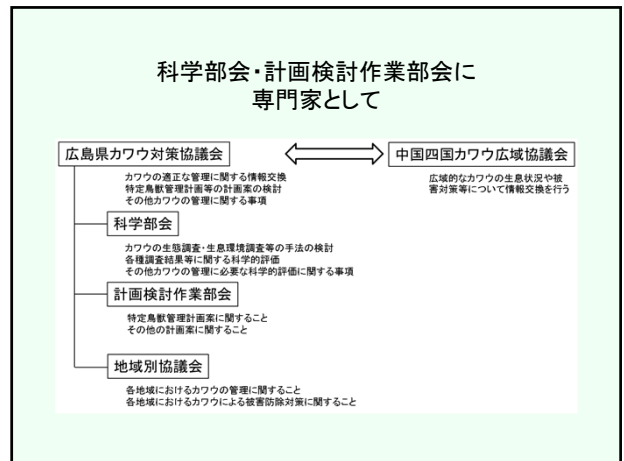 科学部会・計画検討作業部会に
専門家として
広島県カワウ対策協議会
カワウの適正な管理に関する情報交換
特定鳥獣管理計画等の計画案の検討
その他カワウの管理に関する事項
中国四国カワウ広域協議会
広域的なカワウの生息状況や被
害対策等について情報交換を行う
科学部会
カワウの生態調査・生息環境調査等の手法の検討
各種調査結果等に関する科学的評価
その他カワウの管理に必要な科学的評価に関する事項
計画検討作業部会
特定鳥獣管理計画案に関すること
その他の計画案に関すること
地域別協議会
各地域におけるカワウの管理に関すること
各地域におけるカワウによる被害防除対策に関すること